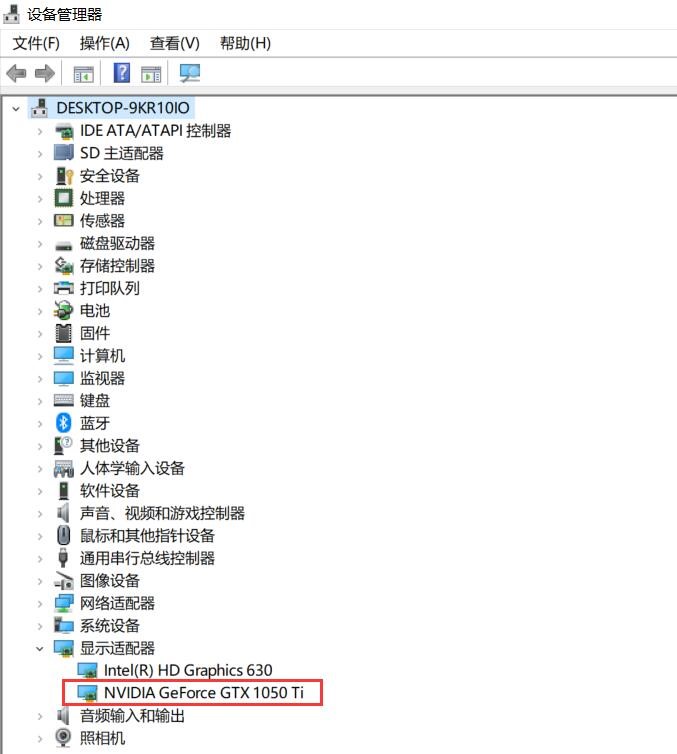 设备管理器
文件(F) 操作(A) 查看(V) 帮助(H)
DESKTOP-9KR10IO
IDE ATA/ATAPI 控制器
SD 主适配器
安全设备
处理器
传感器
磁盘驱动器
存储控制器
打印队列
电池
固件
计算机
监视器
键盘
蓝牙
其他设备
人体学输入设备
软件设备
声音、视频和游戏控制器
鼠标和其他指针设备
通用串行总线控制器
图像设备
网络适配器
系统设备
显示适配器
Intel(R) HD Graphics 630
NVIDIA GeForce GTX 1050 Ti
音频输入和输出
照相机